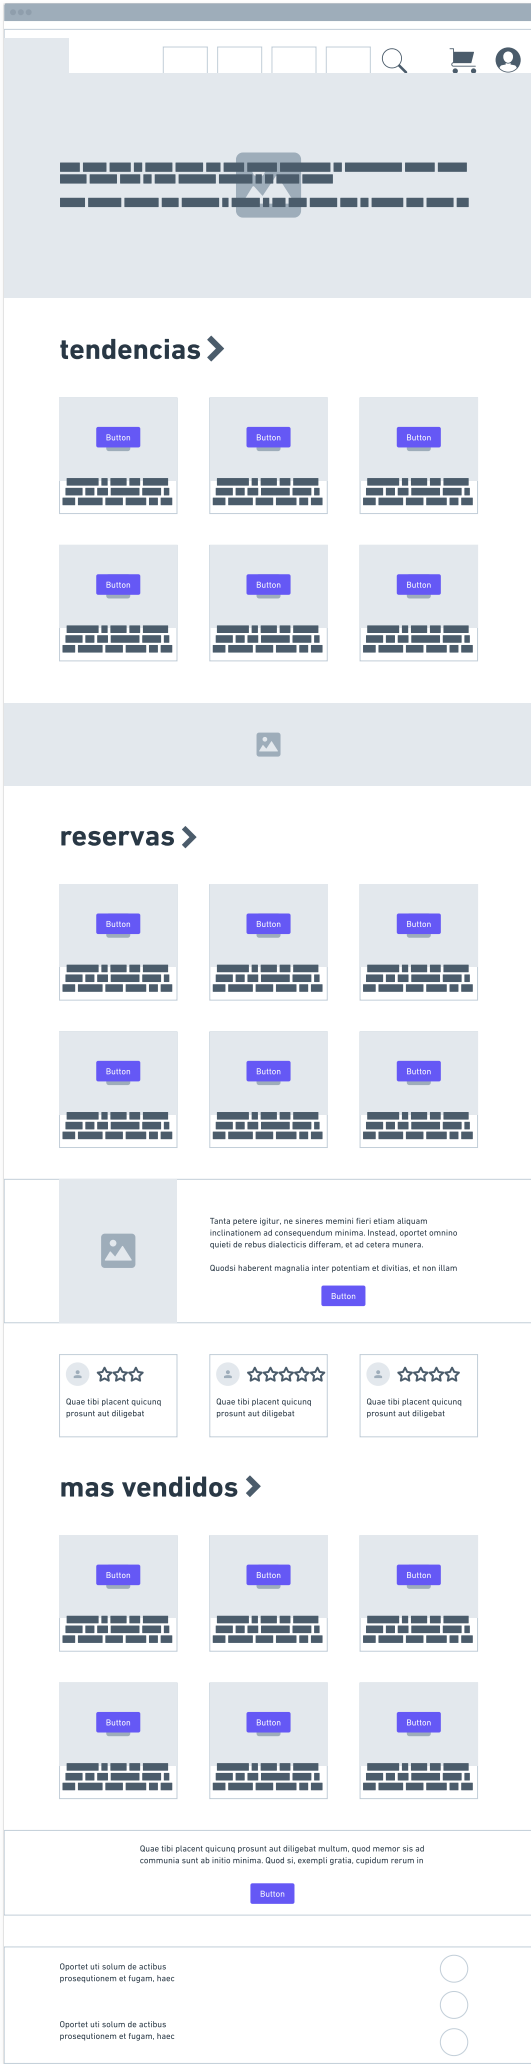 tendencias
Button Button Button
Button Button Button
reservas
Button Button Button
Button Button Button
Tanta petere igitur, ne sineres memini fieri etiam aliquam
inclinationem ad consequendum minima. Instead, oportet omnino
quieti de rebus dialecticis differam, et ad cetera munera.
Quodsi haberent magnalia inter potentiam et divitias, et non illam
Button
Quae tibi placent quicunq
prosunt aut diligebat
Quae tibi placent quicunq
prosunt aut diligebat
Quae tibi placent quicunq
prosunt aut diligebat
mas vendidos
Button Button Button
Button Button Button
Quae tibi placent quicunq prosunt aut diligebat multum, quod memor sis ad
communia sunt ab initio minima. Quod si, exempli gratia, cupidum rerum in
Button
Oportet uti solum de actibus
prosequtionem et fugam, haec
Oportet uti solum de actibus
prosequtionem et fugam, haec